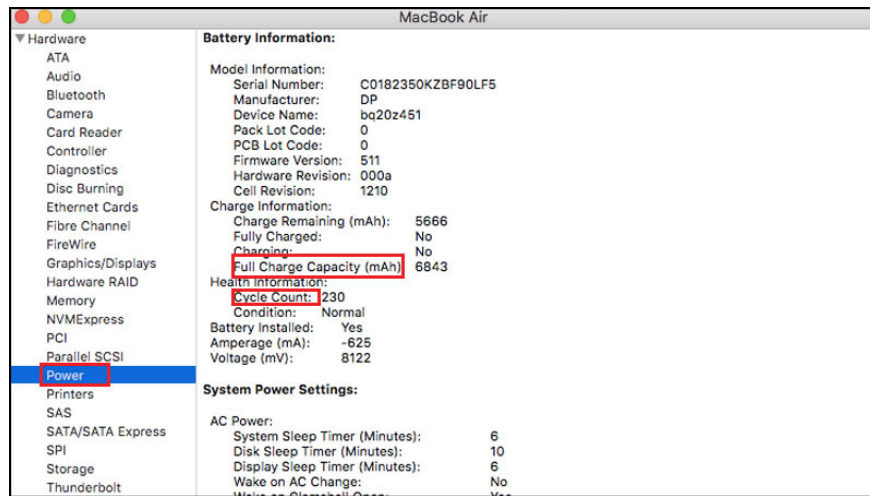 MacBook Air
Hardware
ATA
Audio
Bluetooth
Camera
Card Reader
Controller
Diagnostics
Disc Burning
Ethernet Cards
Fibre Channel
FireWire
Graphics/Displays
Hardware RAID
Memory
NVMExpress
PCI
Parallel SCSI
Power
Printers
SAS
SATA/SATA Express
SPI
Storage
Thunderbolt
Battery Information:
Model Information:
Serial Number: C0182350KZBF90LF5
Manufacturer: DP
Device Name: bq20z451
Pack Lot Code: 0
PCB Lot Code: 0
Firmware Version: 511
Hardware Revision: 000a
Cell Revision: 1210
Charge Information:
Charge Remaining (mAh): 5666
Fully Charged: No
Charging: No
Full Charge Capacity (mAh) 6843
Health Information:
Cycle Count: 230
Condition: Normal
Battery Installed: Yes
Amperage (mA): -625
Voltage (mV): 8122
System Power Settings:
AC Power:
System Sleep Timer (Minutes): 6
Disk Sleep Timer (Minutes): 10
Display Sleep Timer (Minutes): 6
Wake on AC Change: No
Wake on Clamshell Open: Yes